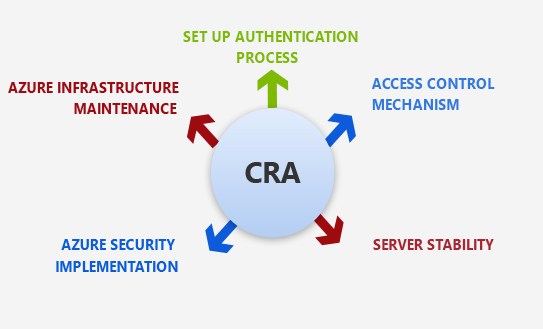 SET UP AUTHENTICATION
PROCESS
AZURE INFRASTRUCTURE
MAINTENANCE
ACCESS CONTROL
MECHANISM
CRA
AZURE SECURITY
IMPLEMENTATION
SERVER STABILITY